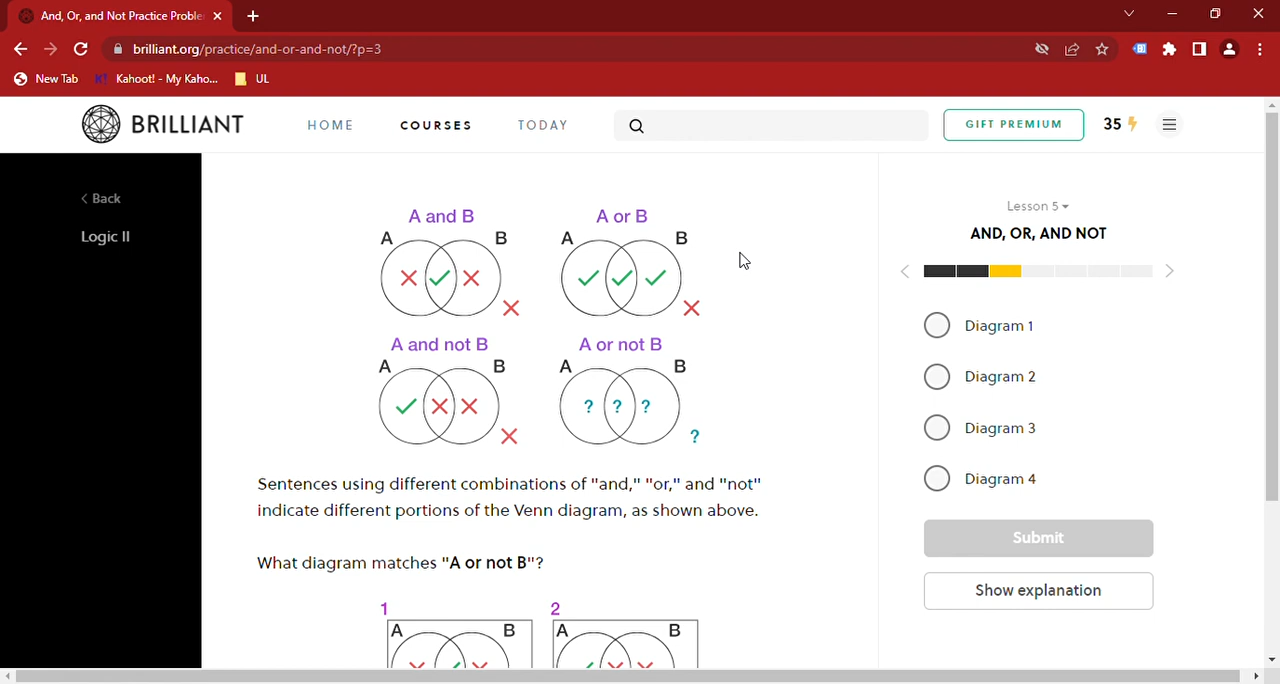 And, Or, and Not Practice Proble
brilliant.org/practice/and-or-and-not/?p=3
New Tab
Kahoot! - My Kaho...
UL
BRILLIANT
HOME
COURSES
TODAY
GIFT PREMIUM
35
< Back
Logic II
A and B
A or B
A B
A B
A and not B
A or not B
A B
A B
? ? ?
?
Sentences using different combinations of "and," "or," and "not"
indicate different portions of the Venn diagram, as shown above.
What diagram matches "A or not B"?
1
2
A B
A B
Lesson 5
AND, OR, AND NOT
Diagram 1
Diagram 2
Diagram 3
Diagram 4
Submit
Show explanation